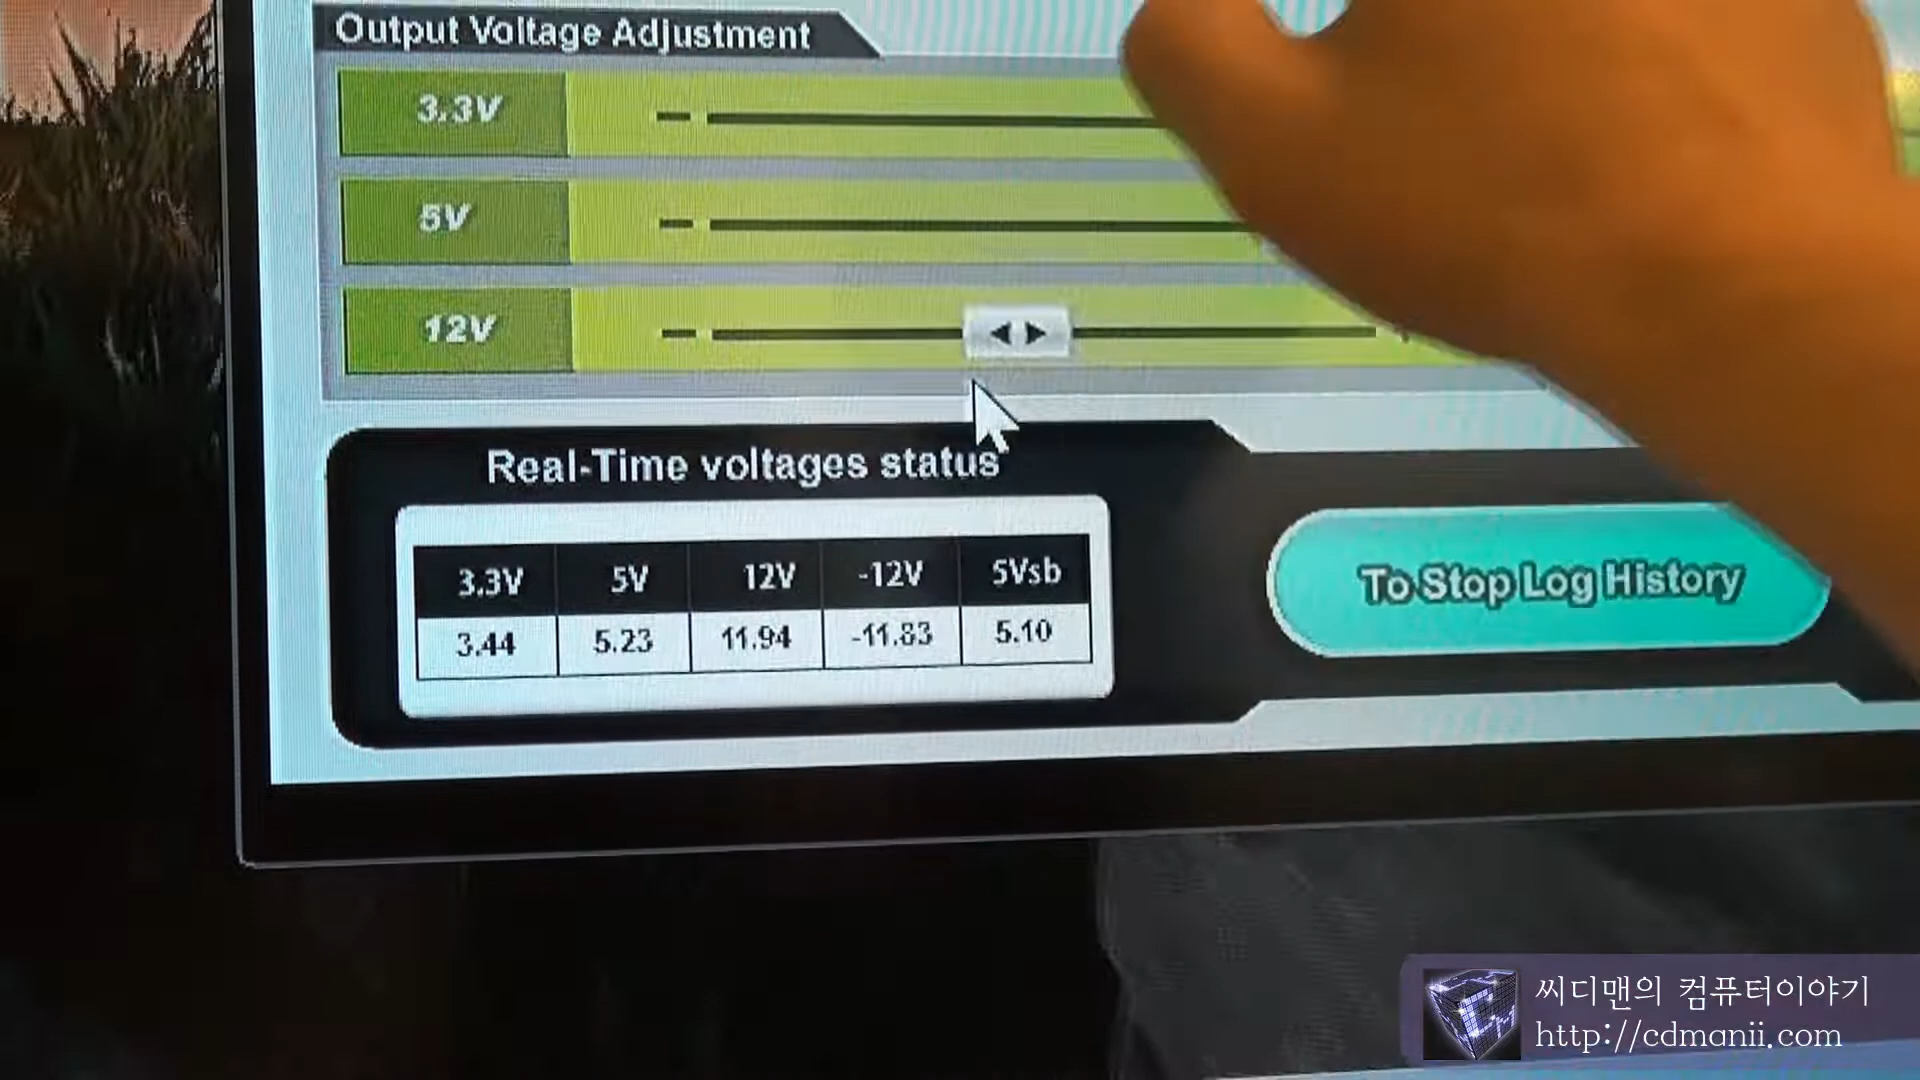 Output Voltage Adjustment
3.3V
5V
12V
Real-Time voltages status
3.3V 5V 12V -12V 5Vsb
3.44 5.23 11.94 -11.83 5.10
To Stop Log History
씨디맨의 컴퓨터이야기
http://cdmanii.com